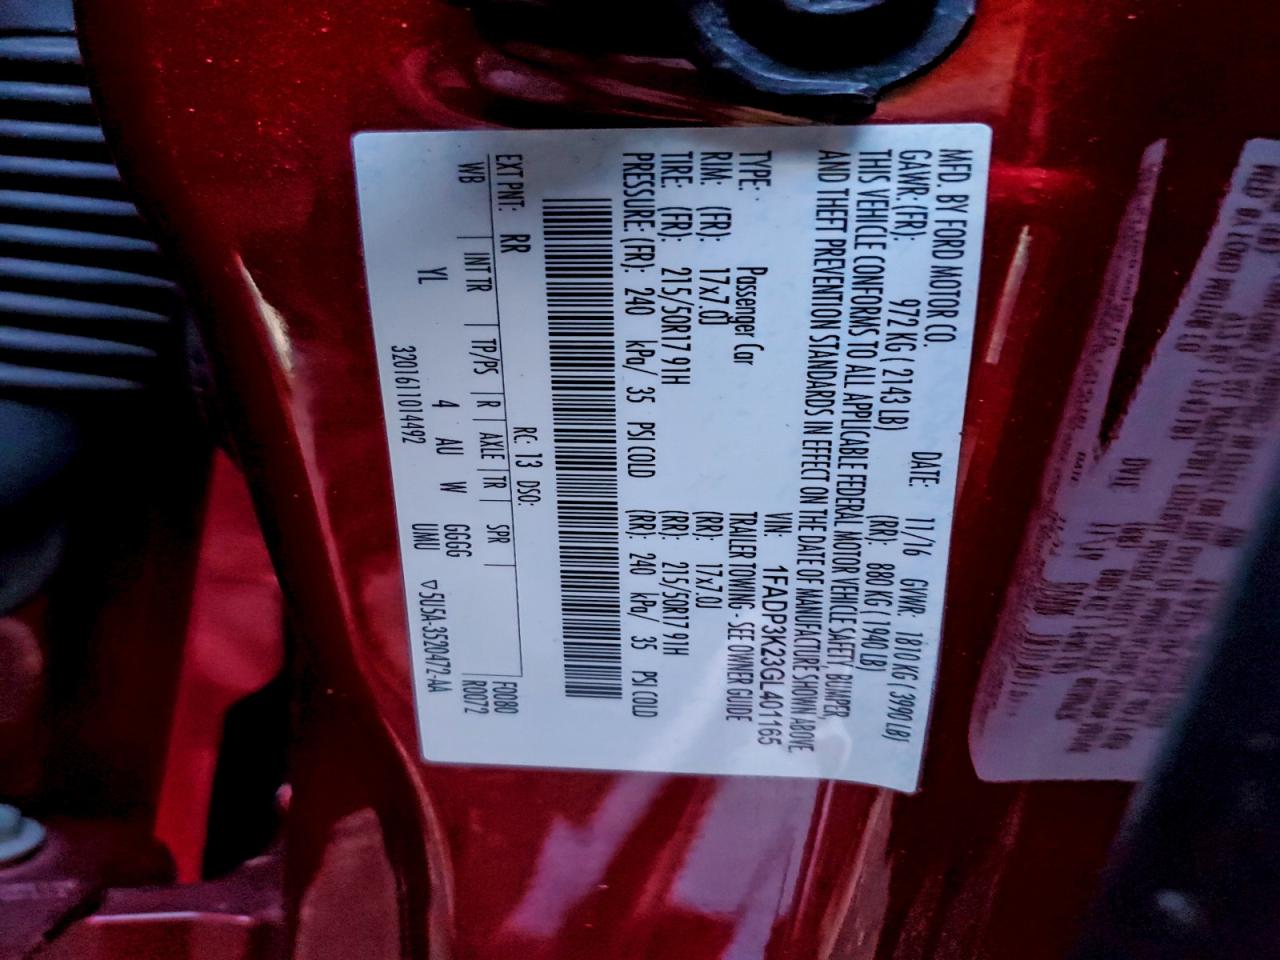 MFD. BY FORD MOTOR CO. DATE: 11/16 GVWR: 1810 KG ( 3990 LB)
GAWR: (FR): 972 KG ( 2143 LB) (RR): 880 KG ( 1940 LB)
THIS VEHICLE CONFORMS TO ALL APPLICABLE FEDERAL MOTOR VEHICLE SAFETY, BUMPER,
AND THEFT PREVENTION STANDARDS IN EFFECT ON THE DATE OF MANUFACTURE SHOWN ABOVE.
VIN: 1FADP3K23GL401165
TYPE: Passenger Car TRAILER TOWING - SEE OWNER GUIDE
RIM: (FR): 17x7.0J (RR): 17x7.0J
TIRE: (FR): 215/50R17 91H (RR): 215/50R17 91H
PRESSURE: (FR): 240 kPa/ 35 PSI COLD (RR): 240 kPa/ 35 PSI COLD
EXT PNT: RR RC: 13 DSO: F0080
WB INT TR TP/PS R AXLE TR SPR R0072
YL 4 AU W GGGG
UMU ▽5U5A-3520472-AA
320161014492